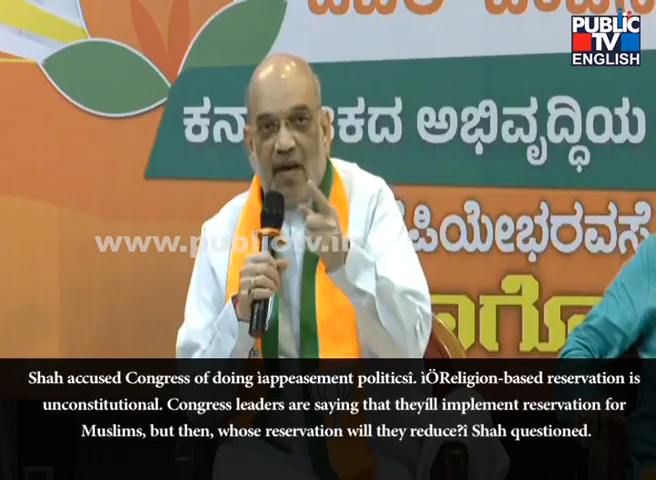 PUBLIC
TV
ENGLISH
ಅಭಿವೃದ್ಧಿಯ
www.publictv.in
Shah accused Congress of doing ìappeasement politicsî. ìÖReligion-based reservation is
unconstitutional. Congress leaders are saying that theyíll implement reservation for
Muslims, but then, whose reservation will they reduce?î Shah questioned.